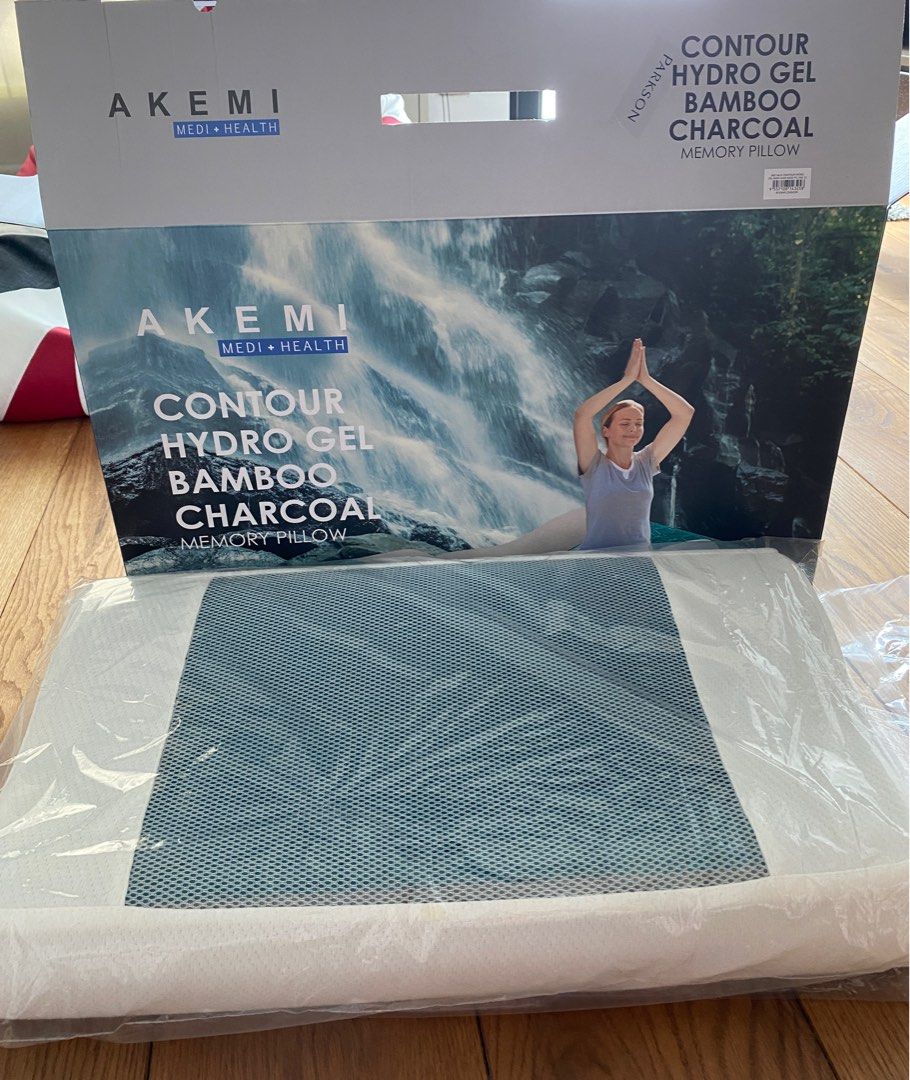 AKEMI
MEDI + HEALTH
CONTOUR
HYDRO GEL
BAMBOO
CHARCOAL
MEMORY PILLOW
PARKSON
AKEMI
MEDI + HEALTH
CONTOUR
HYDRO GEL
BAMBOO
CHARCOAL
MEMORY PILLOW